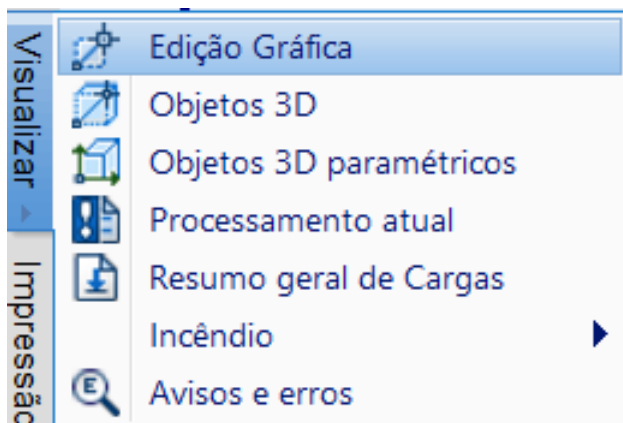 Visualizar
Impressão
Edição Gráfica
Objetos 3D
Objetos 3D paramétricos
Processamento atual
Resumo geral de Cargas
Incêndio
Avisos e erros